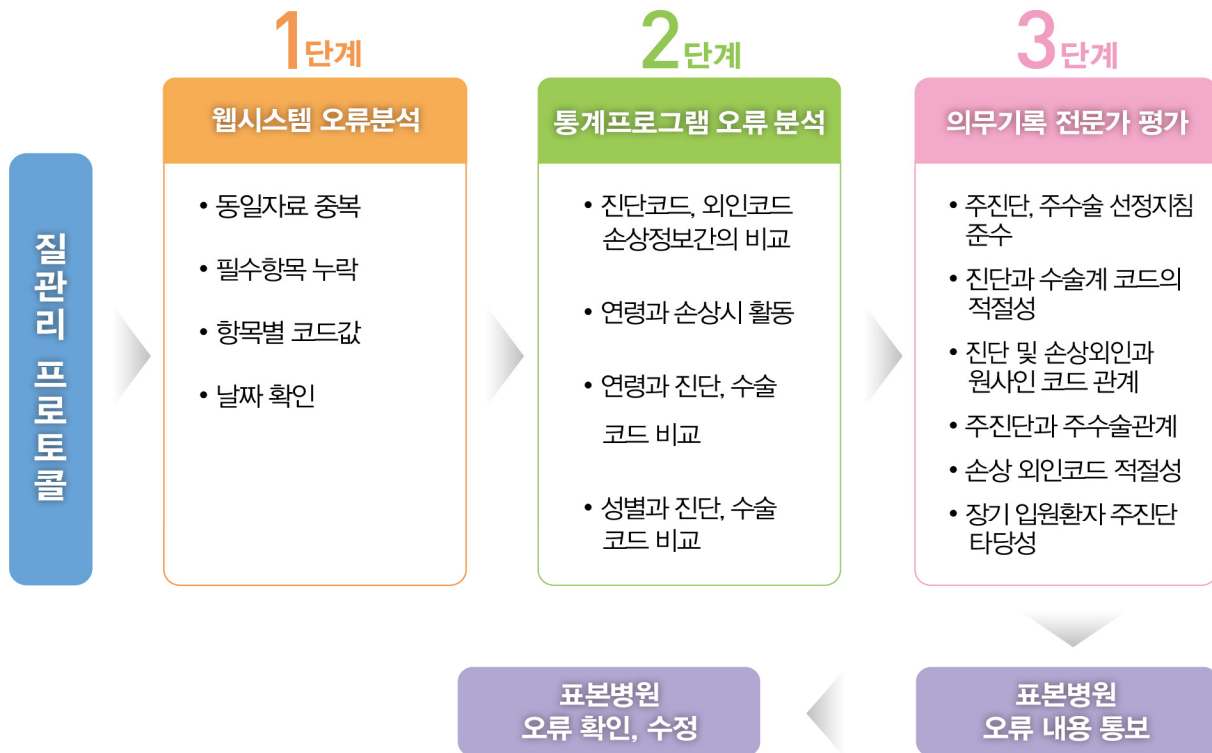 질관리 프로토콜
1단계
웹시스템 오류분석
• 동일자료 중복
• 필수항목 누락
• 항목별 코드값
• 날짜 확인
2단계
통계프로그램 오류 분석
• 진단코드, 외인코드
손상정보간의 비교
• 연령과 손상시 활동
• 연령과 진단, 수술
코드 비교
• 성별과 진단, 수술
코드 비교
3단계
의무기록 전문가 평가
• 주진단, 주수술 선정지침
준수
• 진단과 수술계 코드의
적절성
• 진단 및 손상외인과
원사인 코드 관계
• 주진단과 주수술관계
• 손상 외인코드 적절성
• 장기 입원환자 주진단
타당성
표본병원
오류 내용 통보
표본병원
오류 확인, 수정